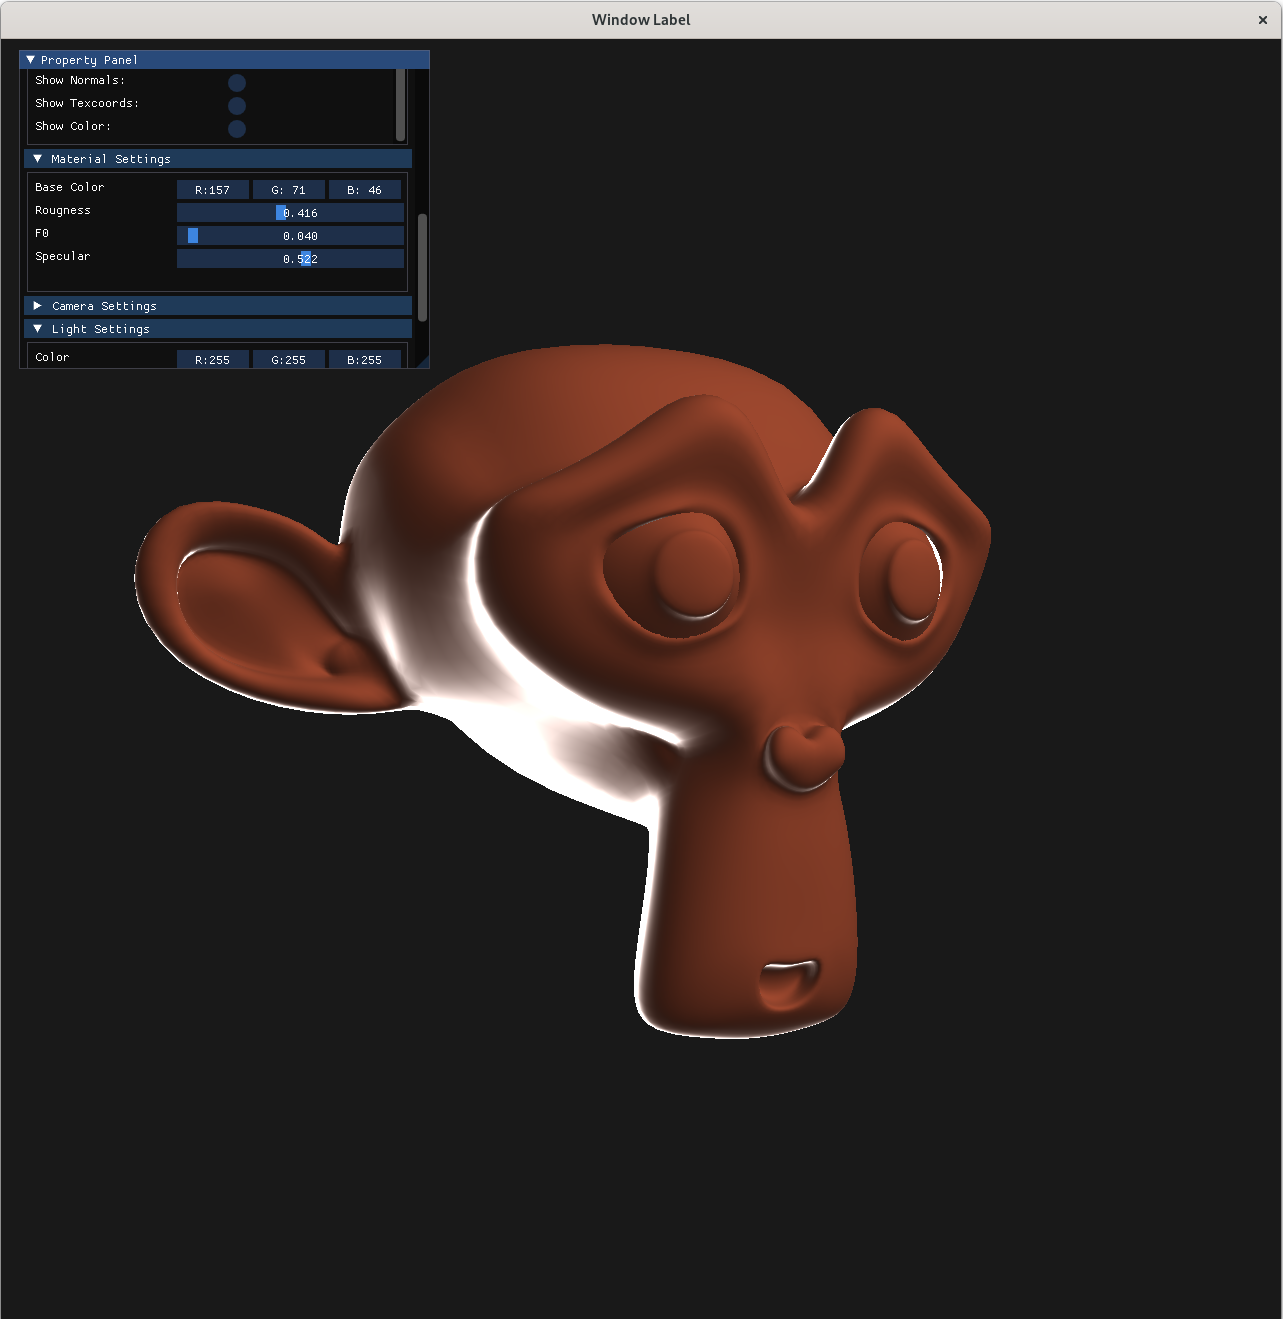 Window Label
Property Panel
Show Normals:
Show Texcoords:
Show Color:
Material Settings
Base Color R:157 G: 71 B: 46
Rougness 0.416
F0 0.040
Specular 0.522
Camera Settings
Light Settings
Color R:255 G:255 B:255